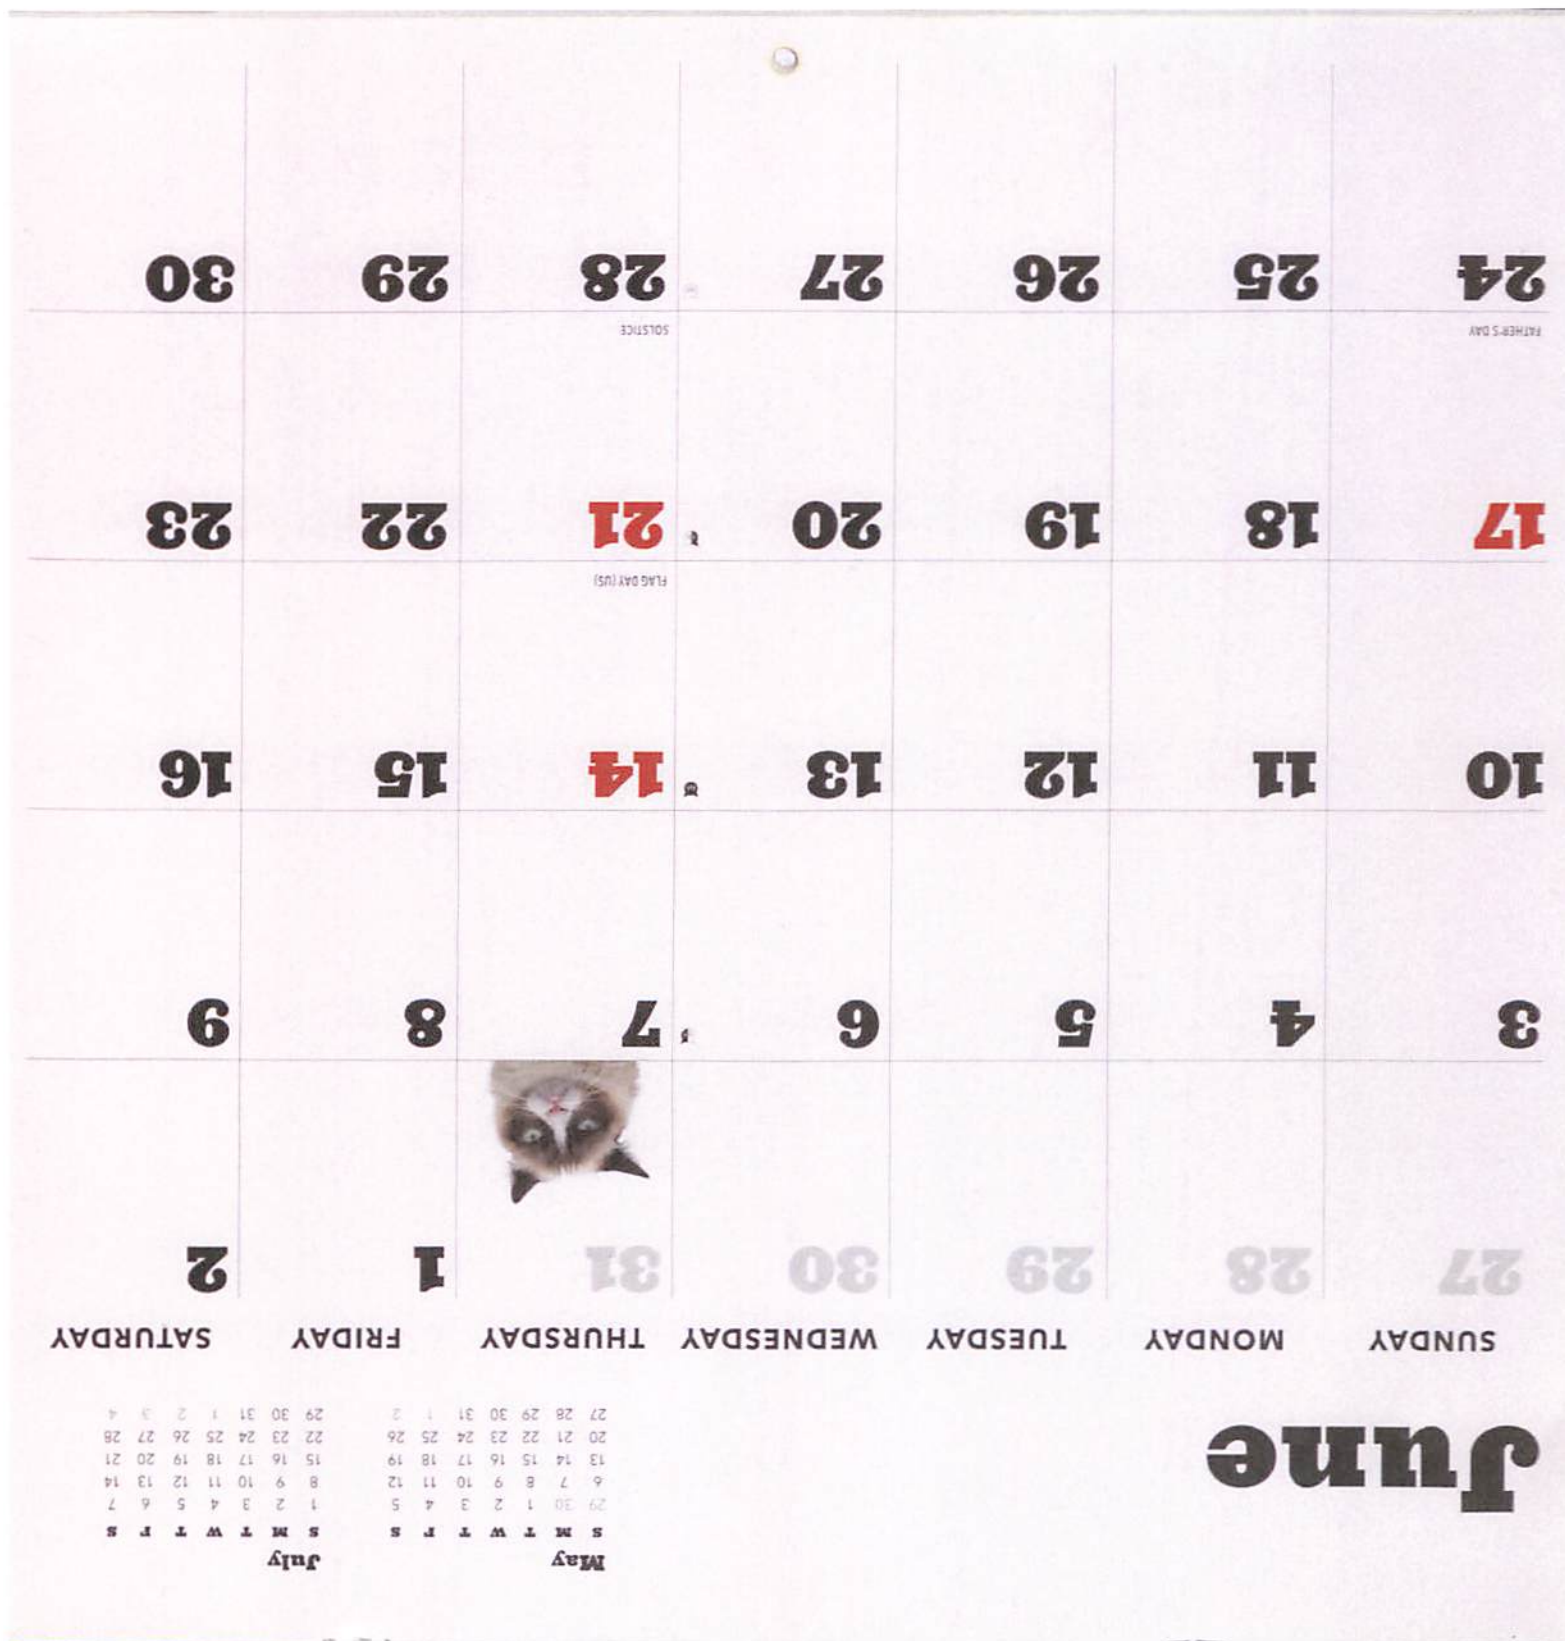 June
May
S M T W T F S
29 30 1 2 3 4 5
6 7 8 9 10 11 12
13 14 15 16 17 18 19
20 21 22 23 24 25 26
27 28 29 30 31 1 2
July
S M T W T F S
1 2 3 4 5 6 7
8 9 10 11 12 13 14
15 16 17 18 19 20 21
22 23 24 25 26 27 28
29 30 31 1 2 3 4
SUNDAY MONDAY TUESDAY WEDNESDAY THURSDAY FRIDAY SATURDAY
27 28 29 30 31 1 2
3 4 5 6 7 8 9
10 11 12 13 14 15 16
FLAG DAY (US)
17 18 19 20 21 22 23
FATHER'S DAY SOLSTICE
24 25 26 27 28 29 30